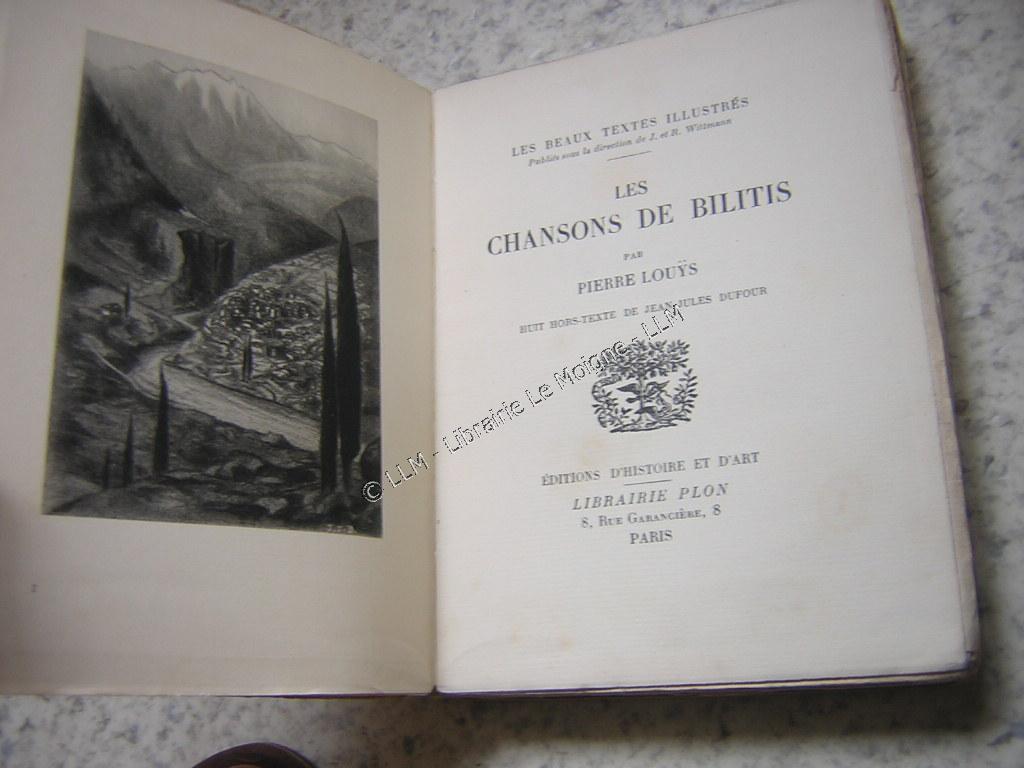 LES BEAUX TEXTES ILLUSTRÉS
Publiés sous la direction de J. et R. Wittmann
LES
CHANSONS DE BILITIS
PAR
PIERRE LOUŸS
HUIT HORS-TEXTE DE JEAN-JULES DUFOUR
© LLM - Librairie Le Moigne - LLM
ÉDITIONS D'HISTOIRE ET D'ART
LIBRAIRIE PLON
8, RUE GARANCIÈRE, 8
PARIS